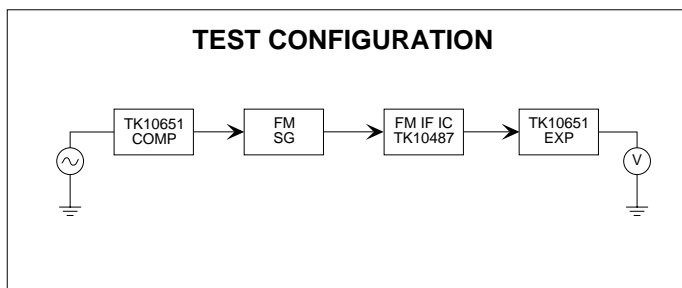 TEST CONFIGURATION
TK10651
COMP
FM
SG
FM IF IC
TK10487
TK10651
EXP
V